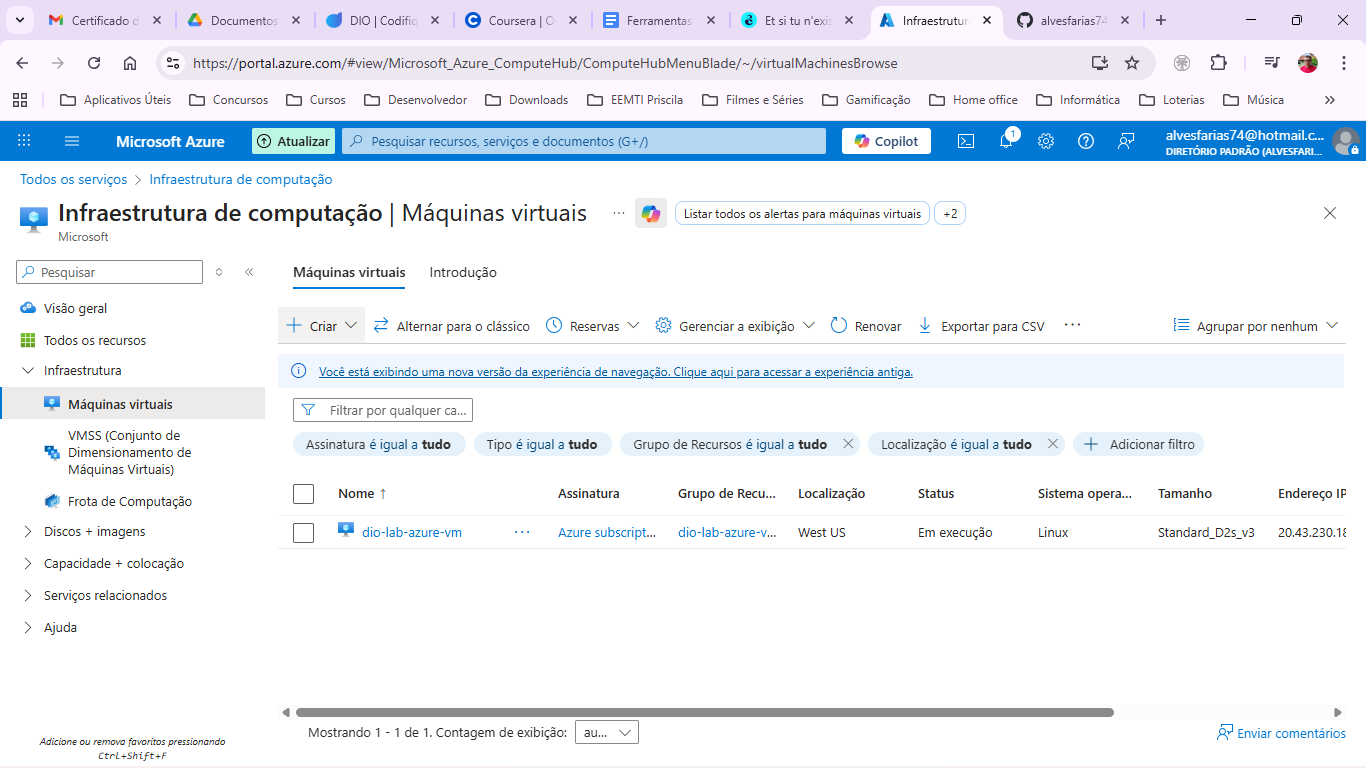 Certificado d
Documentos
DIO | Codifiq
Coursera | O
Ferramentas
Et si tu n'exis
Infraestrutur
alvesfarias74
https://portal.azure.com/#view/Microsoft_Azure_ComputeHub/ComputeHubMenuBlade/~/virtualMachinesBrowse
Aplicativos Úteis
Concursos
Cursos
Desenvolvedor
Downloads
EEMTI Priscila
Filmes e Séries
Gamificação
Home office
Informática
Loterias
Música
Microsoft Azure
Atualizar
Pesquisar recursos, serviços e documentos (G+/)
Copilot
1
alvesfarias74@hotmail.c...
DIRETÓRIO PADRÃO (ALVESFARI...
Todos os serviços
Infraestrutura de computação
Infraestrutura de computação | Máquinas virtuais
...
Listar todos os alertas para máquinas virtuais
+2
Microsoft
Pesquisar
Visão geral
Todos os recursos
Infraestrutura
Máquinas virtuais
VMSS (Conjunto de
Dimensionamento de
Máquinas Virtuais)
Frota de Computação
Discos + imagens
Capacidade + colocação
Serviços relacionados
Ajuda
Adicione ou remova favoritos pressionando
Ctrl+Shift+F
Máquinas virtuais
Introdução
Criar
Alternar para o clássico
Reservas
Gerenciar a exibição
Renovar
Exportar para CSV
...
Agrupar por nenhum
Você está exibindo uma nova versão da experiência de navegação. Clique aqui para acessar a experiência antiga.
Filtrar por qualquer ca...
Assinatura é igual a tudo
Tipo é igual a tudo
Grupo de Recursos é igual a tudo
Localização é igual a tudo
Adicionar filtro
Nome ↑
Assinatura
Grupo de Recu...
Localização
Status
Sistema opera...
Tamanho
Endereço IP
dio-lab-azure-vm
...
Azure subscript...
dio-lab-azure-v...
West US
Em execução
Linux
Standard_D2s_v3
20.43.230.18
Mostrando 1 - 1 de 1. Contagem de exibição:
au...
Enviar comentários